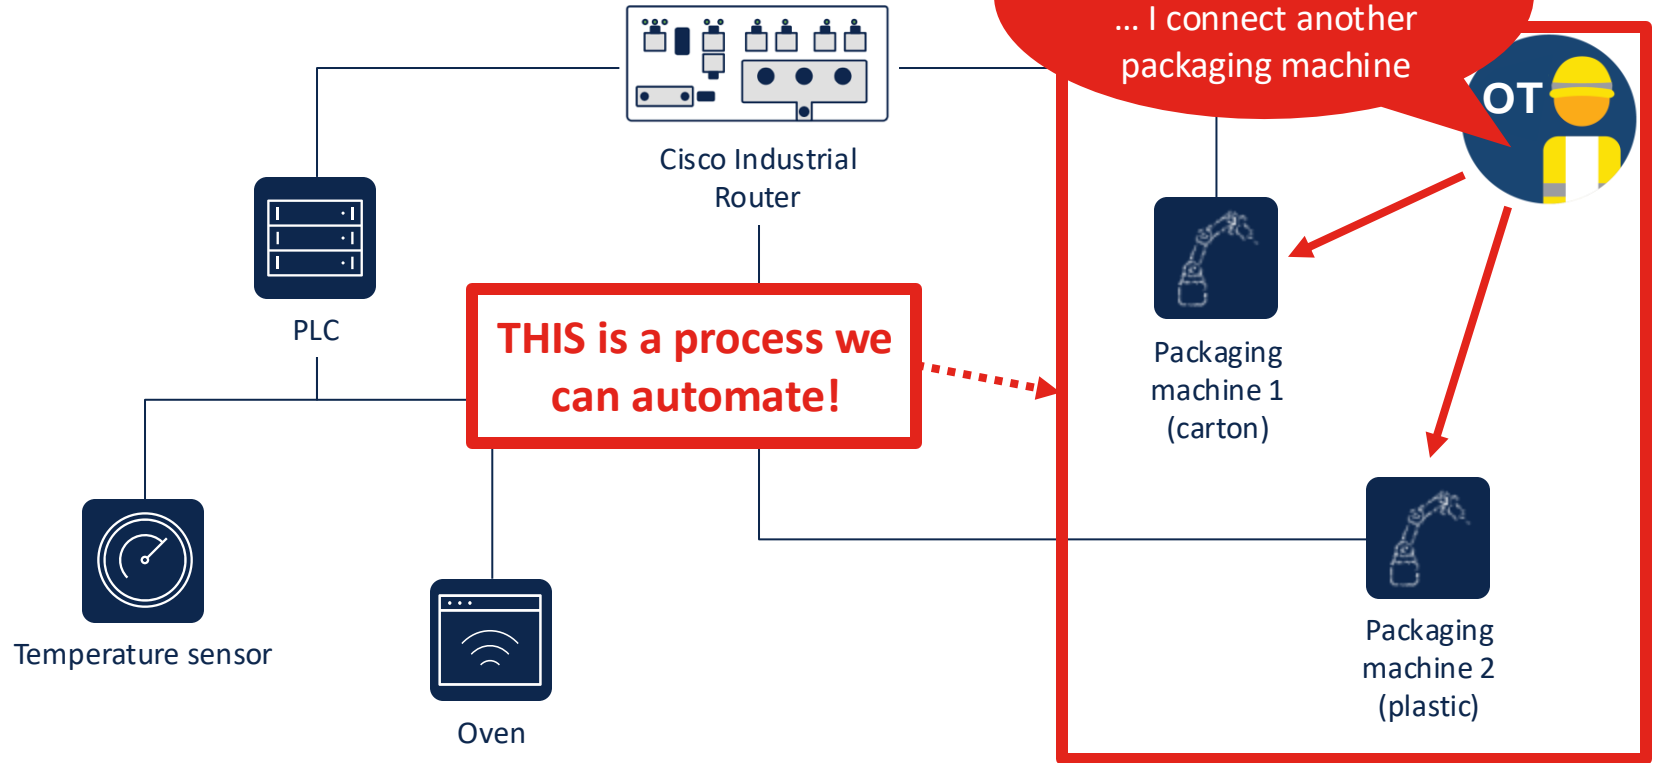 ... I connect another
packaging machine
OT
Cisco Industrial
Router
PLC
THIS is a process we
can automate!
Packaging
machine 1
(carton)
Temperature sensor
Oven
Packaging
machine 2
(plastic)